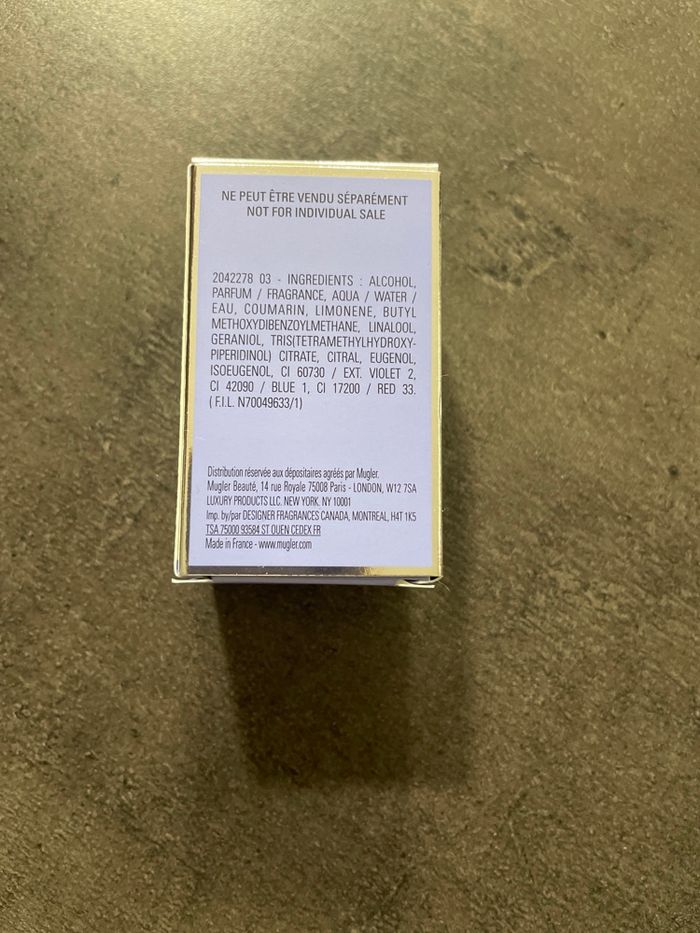 NE PEUT ÊTRE VENDU SÉPARÉMENT
NOT FOR INDIVIDUAL SALE
2042278 03 - INGREDIENTS : ALCOHOL,
PARFUM / FRAGRANCE, AQUA / WATER /
EAU, COUMARIN, LIMONENE, BUTYL
METHOXYDIBENZOYLMETHANE, LINALOOL,
GERANIOL, TRIS(TETRAMETHYLHYDROXY-
PIPERIDINOL) CITRATE, CITRAL, EUGENOL,
ISOEUGENOL, CI 60730 / EXT. VIOLET 2,
CI 42090 / BLUE 1, CI 17200 / RED 33.
( F.I.L. N70049633/1)
Distribution réservée aux dépositaires agréés par Mugler.
Mugler Beauté, 14 rue Royale 75008 Paris - LONDON, W12 7SA
LUXURY PRODUCTS LLC. NEW YORK. NY 10001
Imp. by/par DESIGNER FRAGRANCES CANADA, MONTREAL, H4T 1K5
TSA 75000 93584 ST OUEN CEDEX FR
Made in France - www.mugler.com